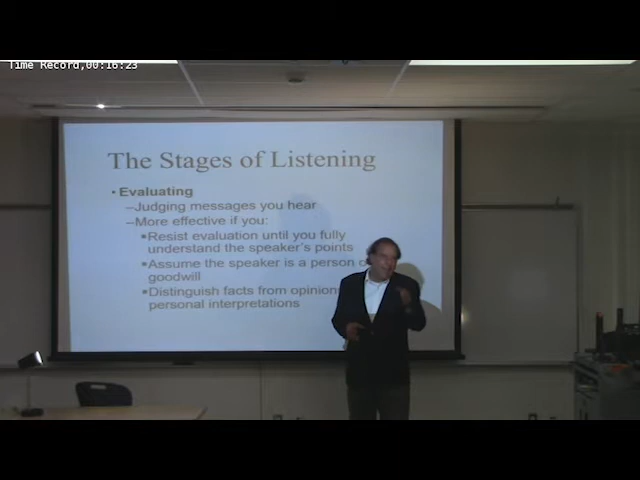 Time Record,00:16:23
The Stages of Listening
• Evaluating
–Judging messages you hear
–More effective if you:
▪Resist evaluation until you fully
understand the speaker's points
▪Assume the speaker is a person
goodwill
▪Distinguish facts from opinion
personal interpretations